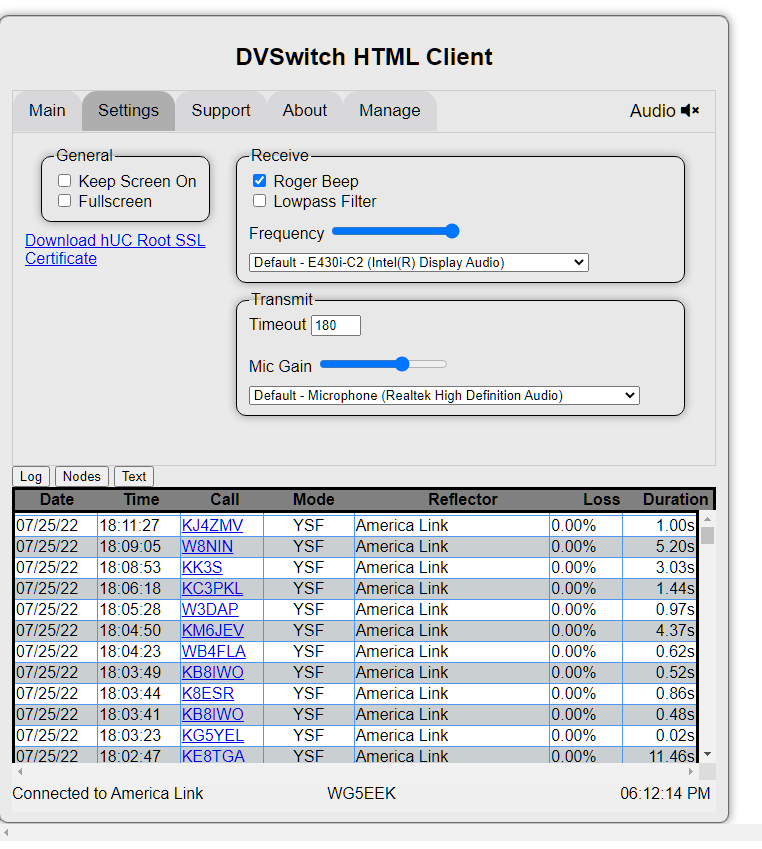 DVSwitch HTML Client
Main Settings Support About Manage Audio
General
Keep Screen On
Fullscreen
Download hUC Root SSL
Certificate
Receive
Roger Beep
Lowpass Filter
Frequency
Default - E430i-C2 (Intel(R) Display Audio)
Transmit
Timeout 180
Mic Gain
Default - Microphone (Realtek High Definition Audio)
Log Nodes Text
Date Time Call Mode Reflector Loss Duration
07/25/22 18:11:27 KJ4ZMV YSF America Link 0.00% 1.00s
07/25/22 18:09:05 W8NIN YSF America Link 0.00% 5.20s
07/25/22 18:08:53 KK3S YSF America Link 0.00% 3.03s
07/25/22 18:06:18 KC3PKL YSF America Link 0.00% 1.44s
07/25/22 18:05:28 W3DAP YSF America Link 0.00% 0.97s
07/25/22 18:04:50 KM6JEV YSF America Link 0.00% 4.37s
07/25/22 18:04:23 WB4FLA YSF America Link 0.00% 0.62s
07/25/22 18:03:49 KB8IWO YSF America Link 0.00% 0.52s
07/25/22 18:03:44 K8ESR YSF America Link 0.00% 0.86s
07/25/22 18:03:41 KB8IWO YSF America Link 0.00% 0.48s
07/25/22 18:03:23 KG5YEL YSF America Link 0.00% 0.02s
07/25/22 18:02:47 KE8TGA YSF America Link 0.00% 11.46s
Connected to America Link WG5EEK 06:12:14 PM